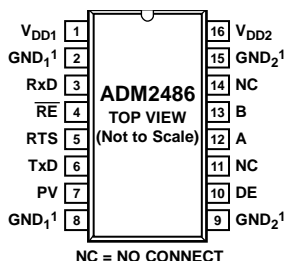 VDD1 1 16 VDD2
GND1¹ 2 15 GND2¹
RxD 3 ADM2486 14 NC
R̅E̅ 4 TOP VIEW 13 B
RTS 5 (Not to Scale) 12 A
TxD 6 11 NC
PV 7 10 DE
GND1¹ 8 9 GND2¹
NC = NO CONNECT